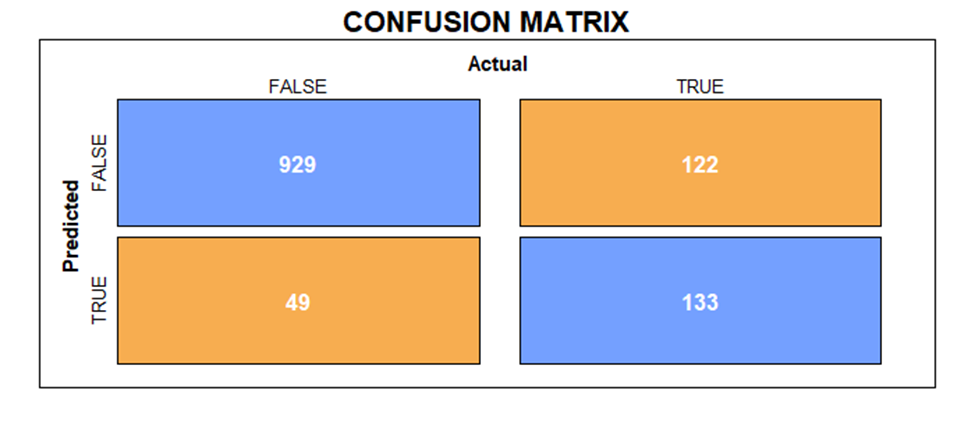 CONFUSION MATRIX
Actual
FALSE TRUE
Predicted
FALSE
929 122
TRUE
49 133